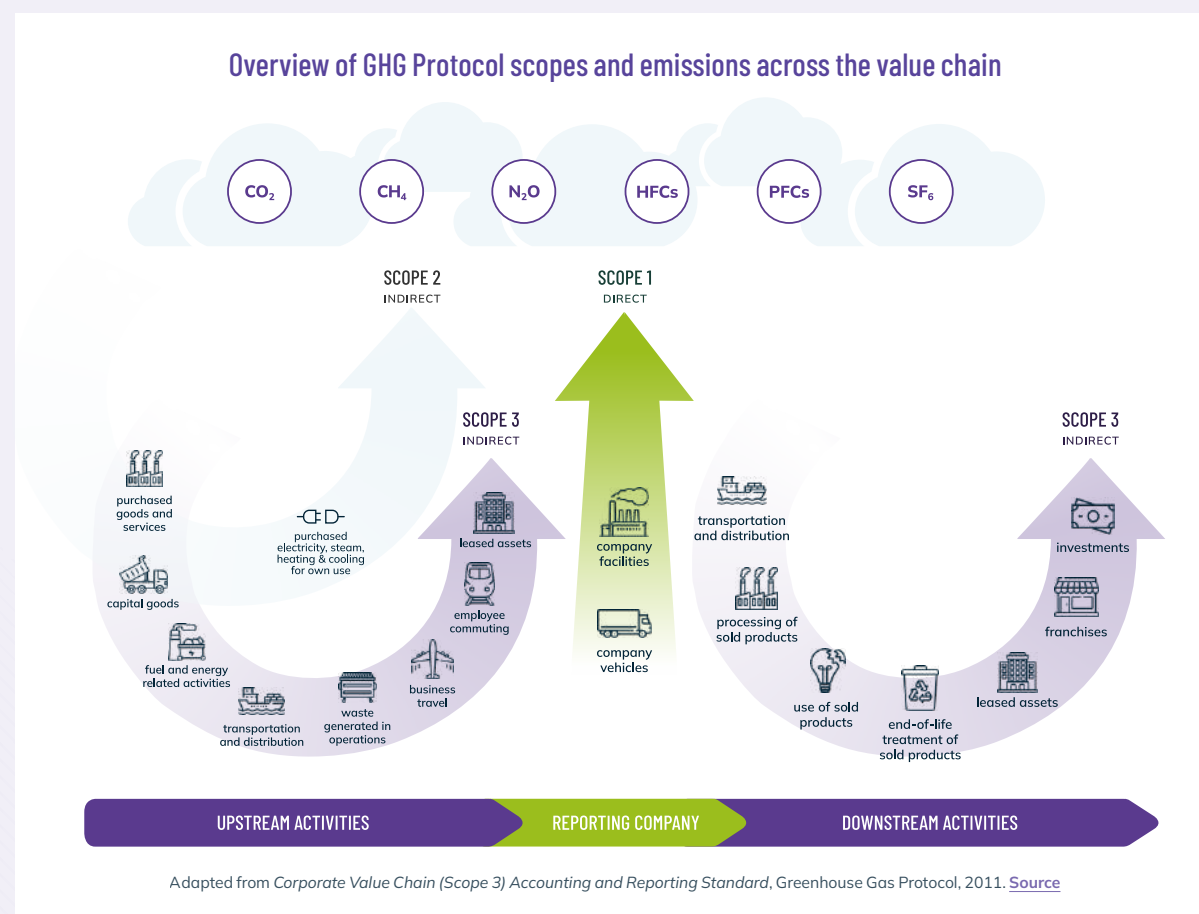 Overview of GHG Protocol scopes and emissions across the value chain
CO₂
CH₄
N₂O
HFCs
PFCs
SF₆
SCOPE 2
INDIRECT
SCOPE 1
DIRECT
SCOPE 3
INDIRECT
SCOPE 3
INDIRECT
purchased
goods and
services
capital goods
fuel and energy
related activities
transportation
and distribution
waste
generated in
operations
business
travel
employee
commuting
leased assets
purchased
electricity, steam,
heating & cooling
for own use
company
facilities
company
vehicles
transportation
and distribution
processing of
sold products
use of sold
products
end-of-life
treatment of
sold products
leased assets
franchises
investments
UPSTREAM ACTIVITIES
REPORTING COMPANY
DOWNSTREAM ACTIVITIES
Adapted from Corporate Value Chain (Scope 3) Accounting and Reporting Standard, Greenhouse Gas Protocol, 2011. Source